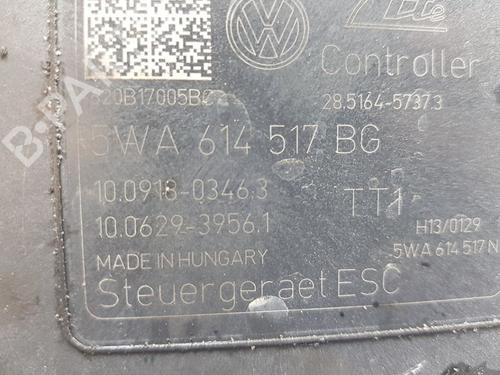 Ate
Controller
28.5164-5737.3
5WA 614 517 BG
10.0918-0346.3
TT1
10.0629-3956.1
H13/0129
MADE IN HUNGARY
5WA 614 517 N
Steuergeraet ESC